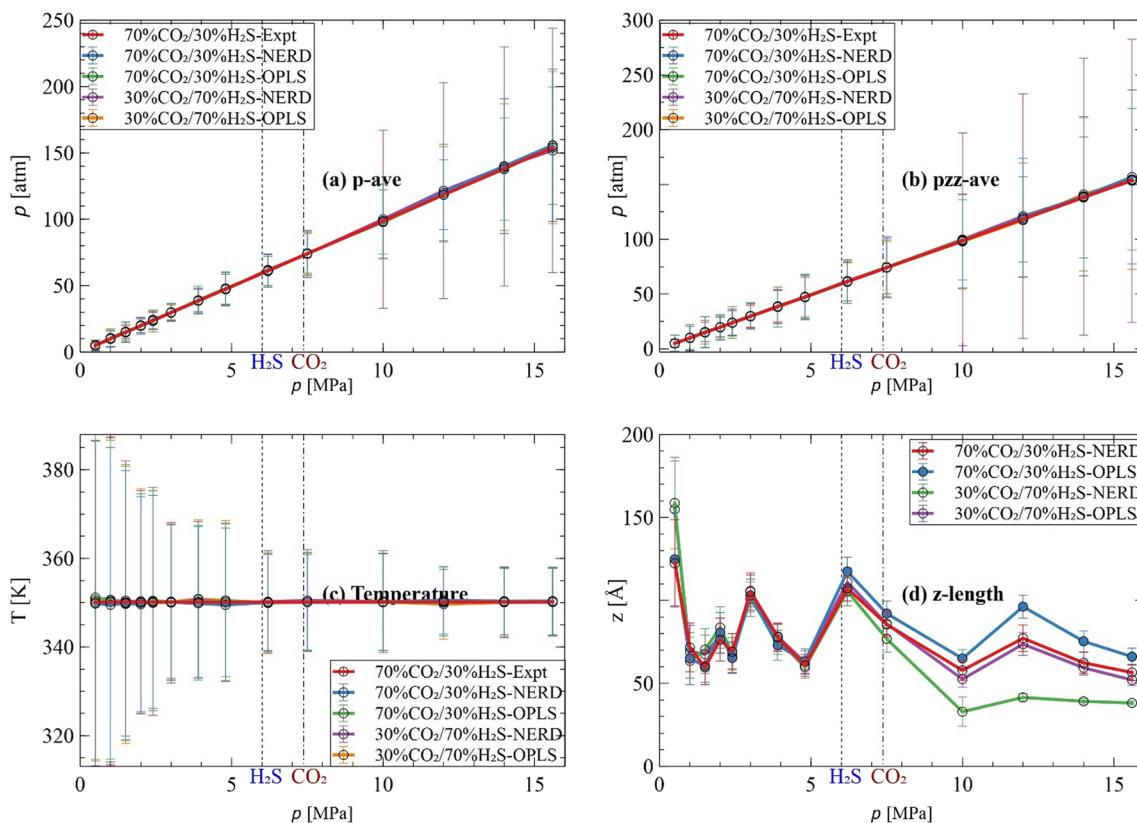 250
200
150
100
50
0
p [atm]
70%CO₂/30%H₂S-Expt
70%CO₂/30%H₂S-NERD
70%CO₂/30%H₂S-OPLS
30%CO₂/70%H₂S-NERD
30%CO₂/70%H₂S-OPLS
(a) p-ave
0 5 10 15
H₂S CO₂
p [MPa]
300
250
300
150
100
50
0
p [atm]
70%CO₂/30%H₂S-Expt
70%CO₂/30%H₂S-NERD
70%CO₂/30%H₂S-OPLS
30%CO₂/70%H₂S-NERD
30%CO₂/70%H₂S-OPLS
(b) pzz-ave
0 5 10 15
H₂S CO₂
p [MPa]
380
360
340
320
T [K]
(c) Temperature
70%CO₂/30%H₂S-Expt
70%CO₂/30%H₂S-NERD
70%CO₂/30%H₂S-OPLS
30%CO₂/70%H₂S-NERD
30%CO₂/70%H₂S-OPLS
0 5 10 15
H₂S CO₂
p [MPa]
200
150
100
50
0
z [Å]
70%CO₂/30%H₂S-NERD
70%CO₂/30%H₂S-OPLS
30%CO₂/70%H₂S-NERD
30%CO₂/70%H₂S-OPLS
(d) z-length
0 5 10 15
H₂S CO₂
p [MPa]